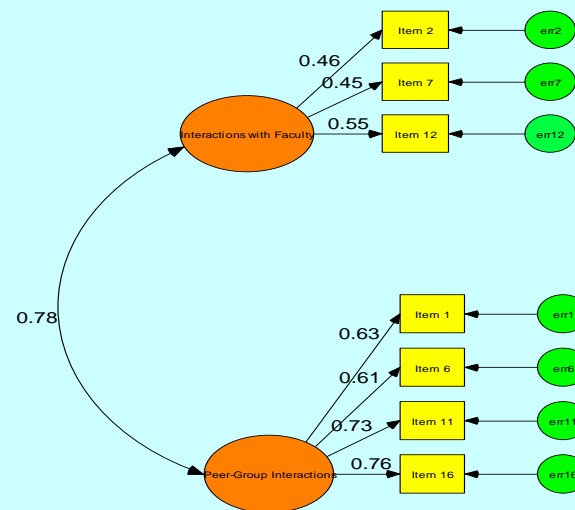 Item 2
err2
0.46
Item 7
err7
0.45
Interactions with Faculty
0.55
Item 12
err12
0.78
Item 1
err1
0.63
Item 6
err6
0.61
Item 11
err11
0.73
Peer-Group Interactions
0.76
Item 16
err16